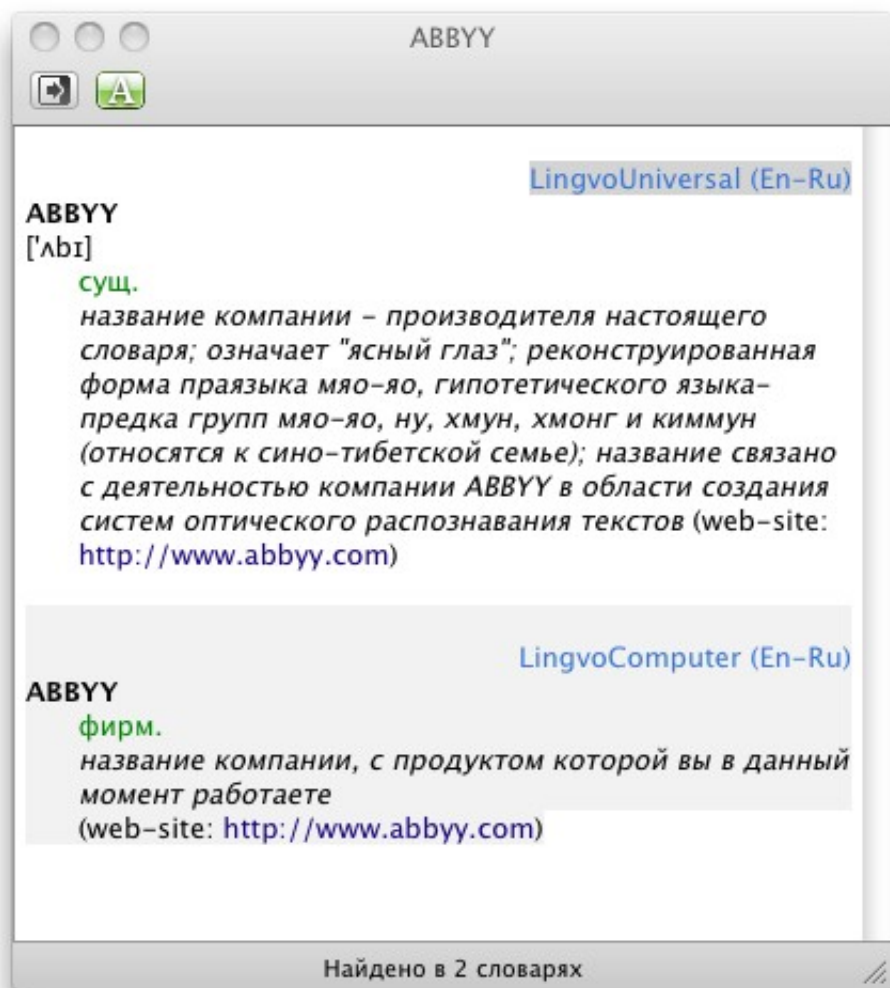 ABBYY
A
LingvoUniversal (En-Ru)
ABBYY
['ʌbɪ]
сущ.
название компании – производителя настоящего
словаря; означает "ясный глаз"; реконструированная
форма праязыка мяо-яо, гипотетического языка-
предка групп мяо-яо, ну, хмун, хмонг и киммун
(относятся к сино-тибетской семье); название связано
с деятельностью компании ABBYY в области создания
систем оптического распознавания текстов (web-site:
http://www.abbyy.com)
LingvoComputer (En-Ru)
ABBYY
фирм.
название компании, с продуктом которой вы в данный
момент работаете
(web-site: http://www.abbyy.com)
Найдено в 2 словарях